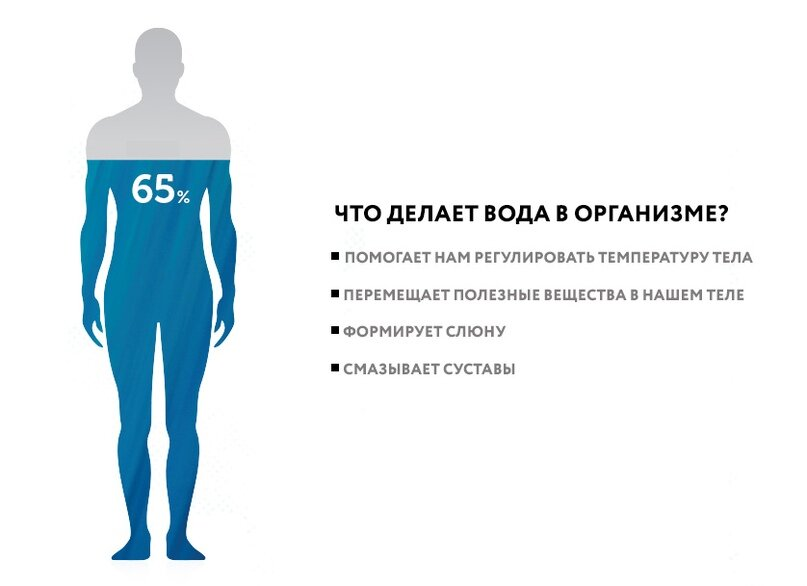 65%
ЧТО ДЕЛАЕТ ВОДА В ОРГАНИЗМЕ?
ПОМОГАЕТ НАМ РЕГУЛИРОВАТЬ ТЕМПЕРАТУРУ ТЕЛА
ПЕРЕМЕЩАЕТ ПОЛЕЗНЫЕ ВЕЩЕСТВА В НАШЕМ ТЕЛЕ
ФОРМИРУЕТ СЛЮНУ
СМАЗЫВАЕТ СУСТАВЫ